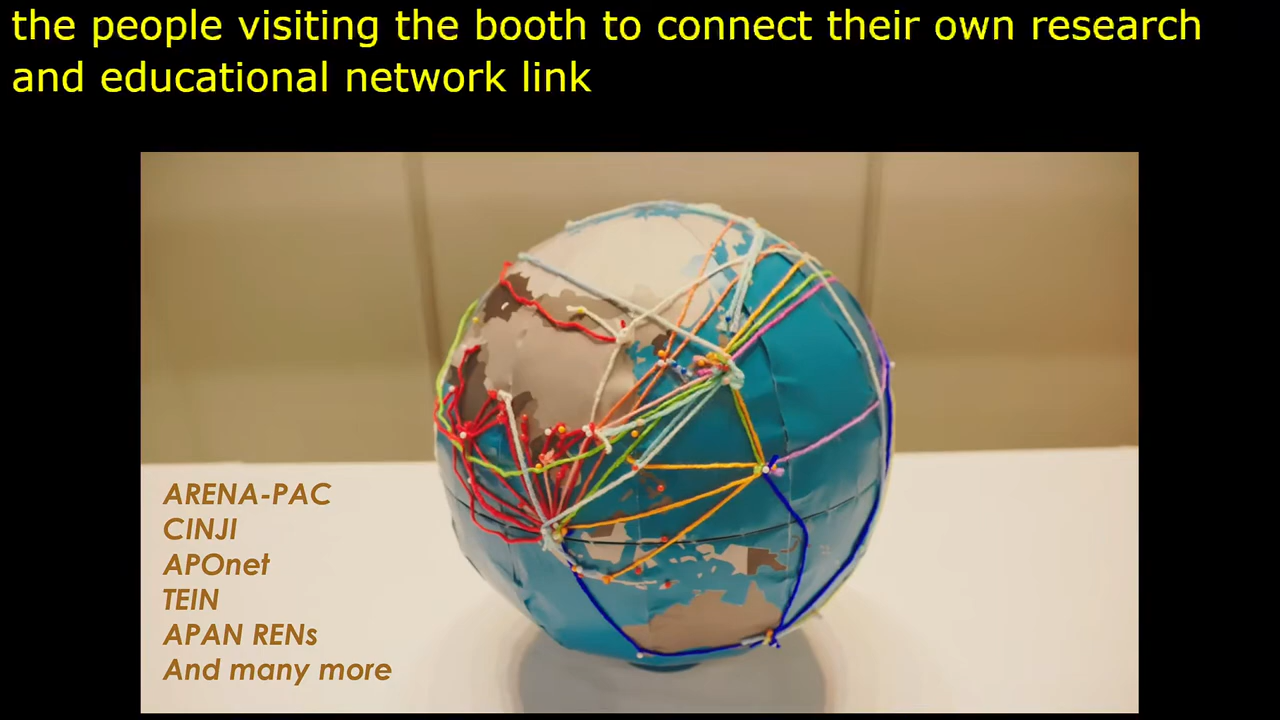 the people visiting the booth to connect their own research
and educational network link
ARENA-PAC
CINJI
APOnet
TEIN
APAN RENs
And many more